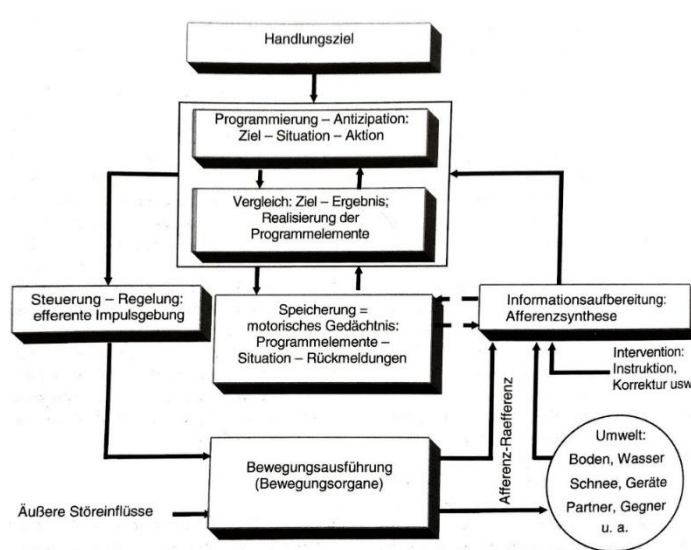 Handlungsziel
Programmierung – Antizipation:
Ziel – Situation – Aktion
Vergleich: Ziel – Ergebnis;
Realisierung der
Programmelemente
Steuerung – Regelung:
efferente Impulsgebung
Speicherung =
motorisches Gedächtnis:
Programmelemente –
Situation – Rückmeldungen
Informationsaufbereitung:
Afferenzsynthese
Intervention:
Instruktion,
Korrektur usw
Afferenz-Raefferenz
Umwelt:
Boden, Wasser
Schnee, Geräte
Partner, Gegner
u. a.
Bewegungsausführung
(Bewegungsorgane)
Äußere Störeinflüsse